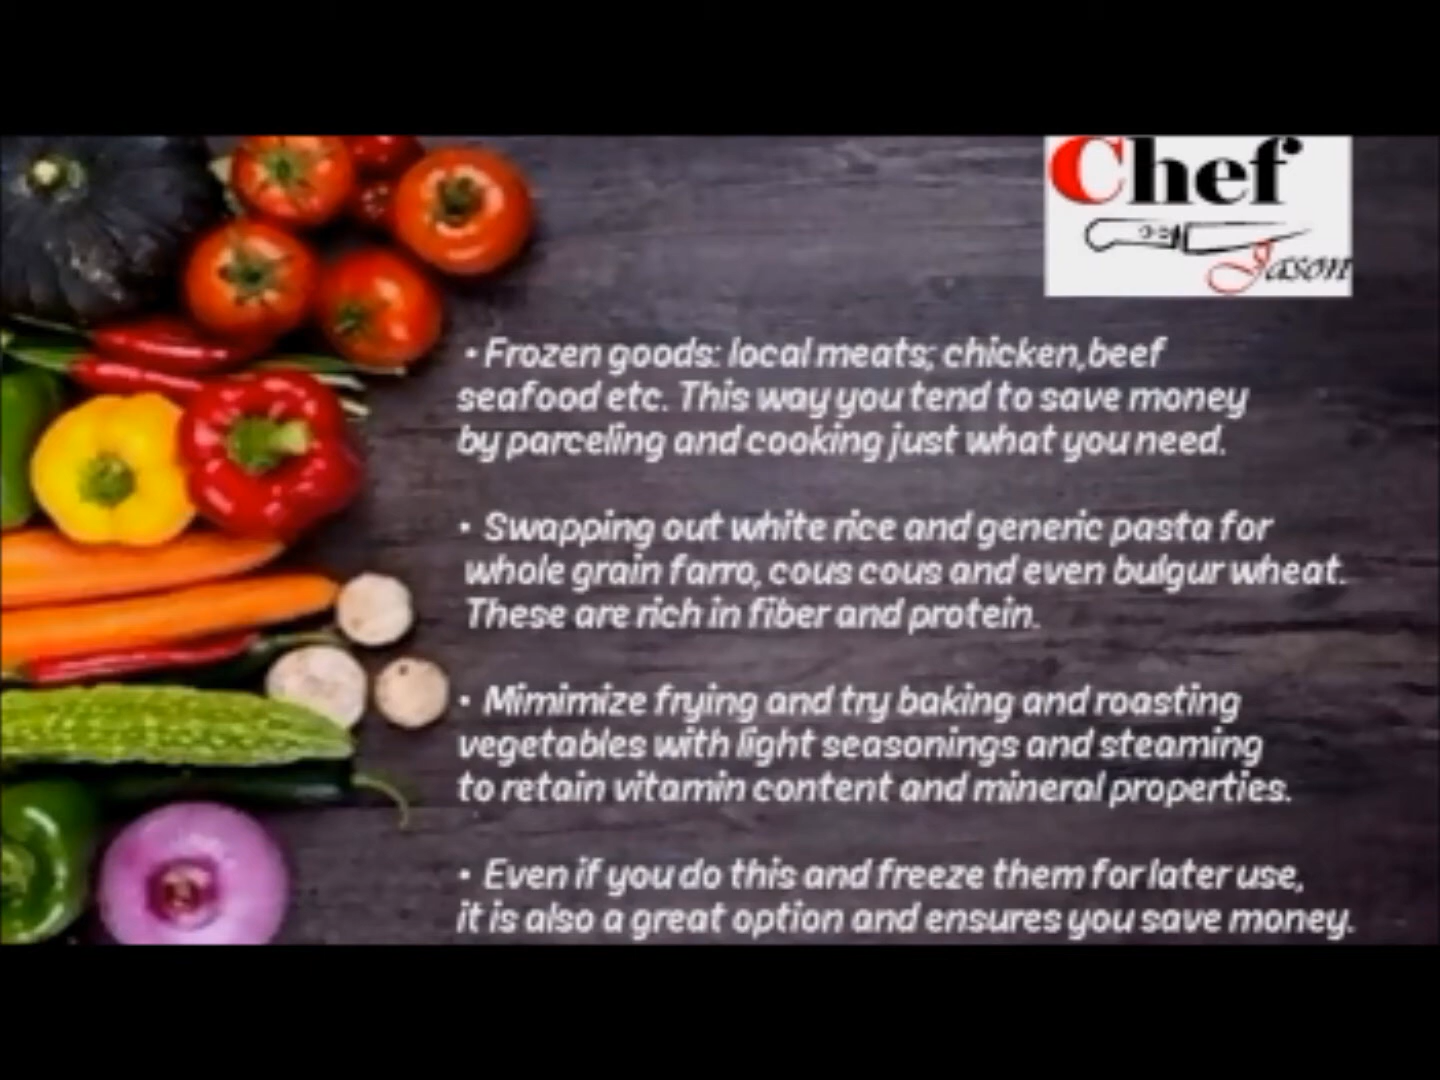 Chef
Jason
• Frozen goods: local meats; chicken,beef
seafood etc. This way you tend to save money
by parceling and cooking just what you need.
• Swapping out white rice and generic pasta for
whole grain farro, cous cous and even bulgur wheat.
These are rich in fiber and protein.
• Mimimize frying and try baking and roasting
vegetables with light seasonings and steaming
to retain vitamin content and mineral properties.
• Even if you do this and freeze them for later use,
it is also a great option and ensures you save money.